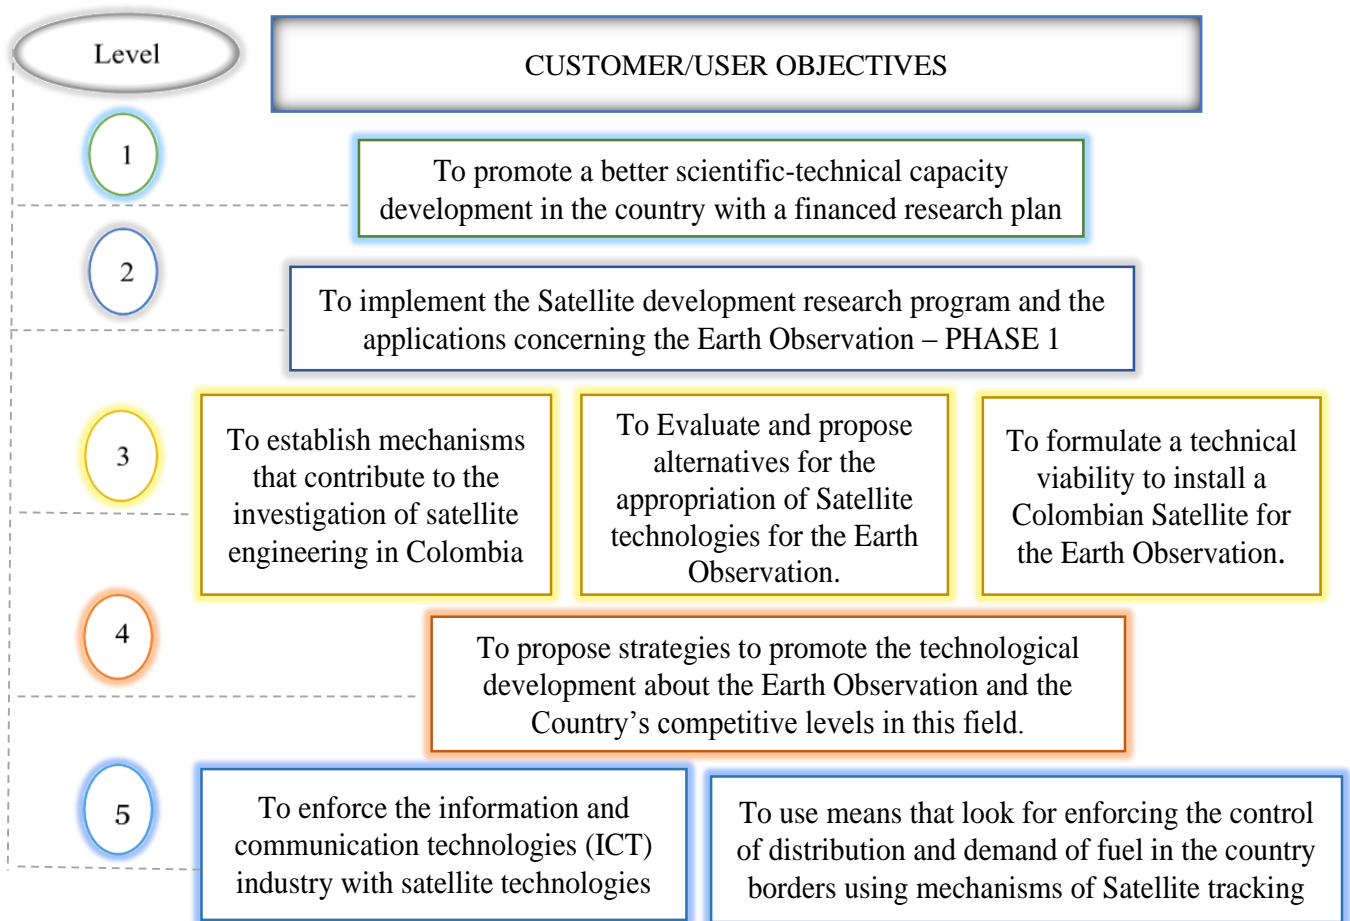 Level
CUSTOMER/USER OBJECTIVES
1
To promote a better scientific-technical capacity
development in the country with a financed research plan
2
To implement the Satellite development research program and the
applications concerning the Earth Observation – PHASE 1
3
To establish mechanisms
that contribute to the
investigation of satellite
engineering in Colombia
To Evaluate and propose
alternatives for the
appropriation of Satellite
technologies for the Earth
Observation.
To formulate a technical
viability to install a
Colombian Satellite for
the Earth Observation.
4
To propose strategies to promote the technological
development about the Earth Observation and the
Country’s competitive levels in this field.
5
To enforce the information and
communication technologies (ICT)
industry with satellite technologies
To use means that look for enforcing the control
of distribution and demand of fuel in the country
borders using mechanisms of Satellite tracking